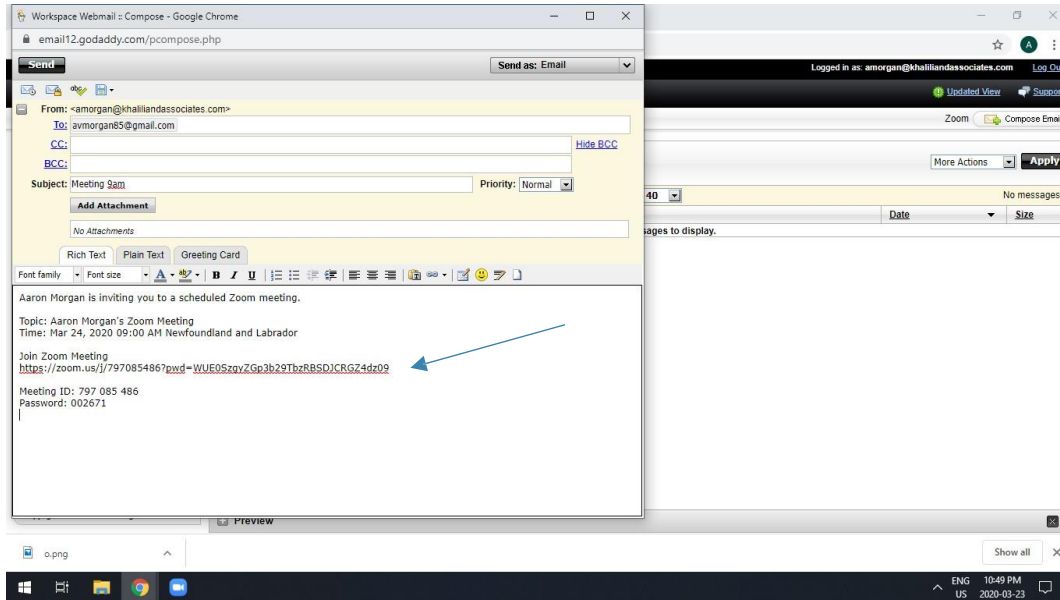 Workspace Webmail :: Compose - Google Chrome
email12.godaddy.com/pcompose.php
Send
Send as: Email
Logged in as: amorgan@khaliliandassociates.com Log Ou
Updated View Suppor
From: <amorgan@khaliliandassociates.com>
To: avmorgan85@gmail.com
Zoom Compose Emai
CC:
Hide BCC
BCC:
More Actions Apply
Subject: Meeting 9am
Priority: Normal
40
No messages
Add Attachment
Date Size
No Attachments
sages to display.
Rich Text Plain Text Greeting Card
Font family Font size A ab B I U
Aaron Morgan is inviting you to a scheduled Zoom meeting.
Topic: Aaron Morgan's Zoom Meeting
Time: Mar 24, 2020 09:00 AM Newfoundland and Labrador
Join Zoom Meeting
https://zoom.us/j/797085486?pwd=WUE0SzgyZGp3b29TbzRBSDJCRGZ4dz09
Meeting ID: 797 085 486
Password: 002671
Preview
o.png
Show all
ENG 10:49 PM
US 2020-03-23